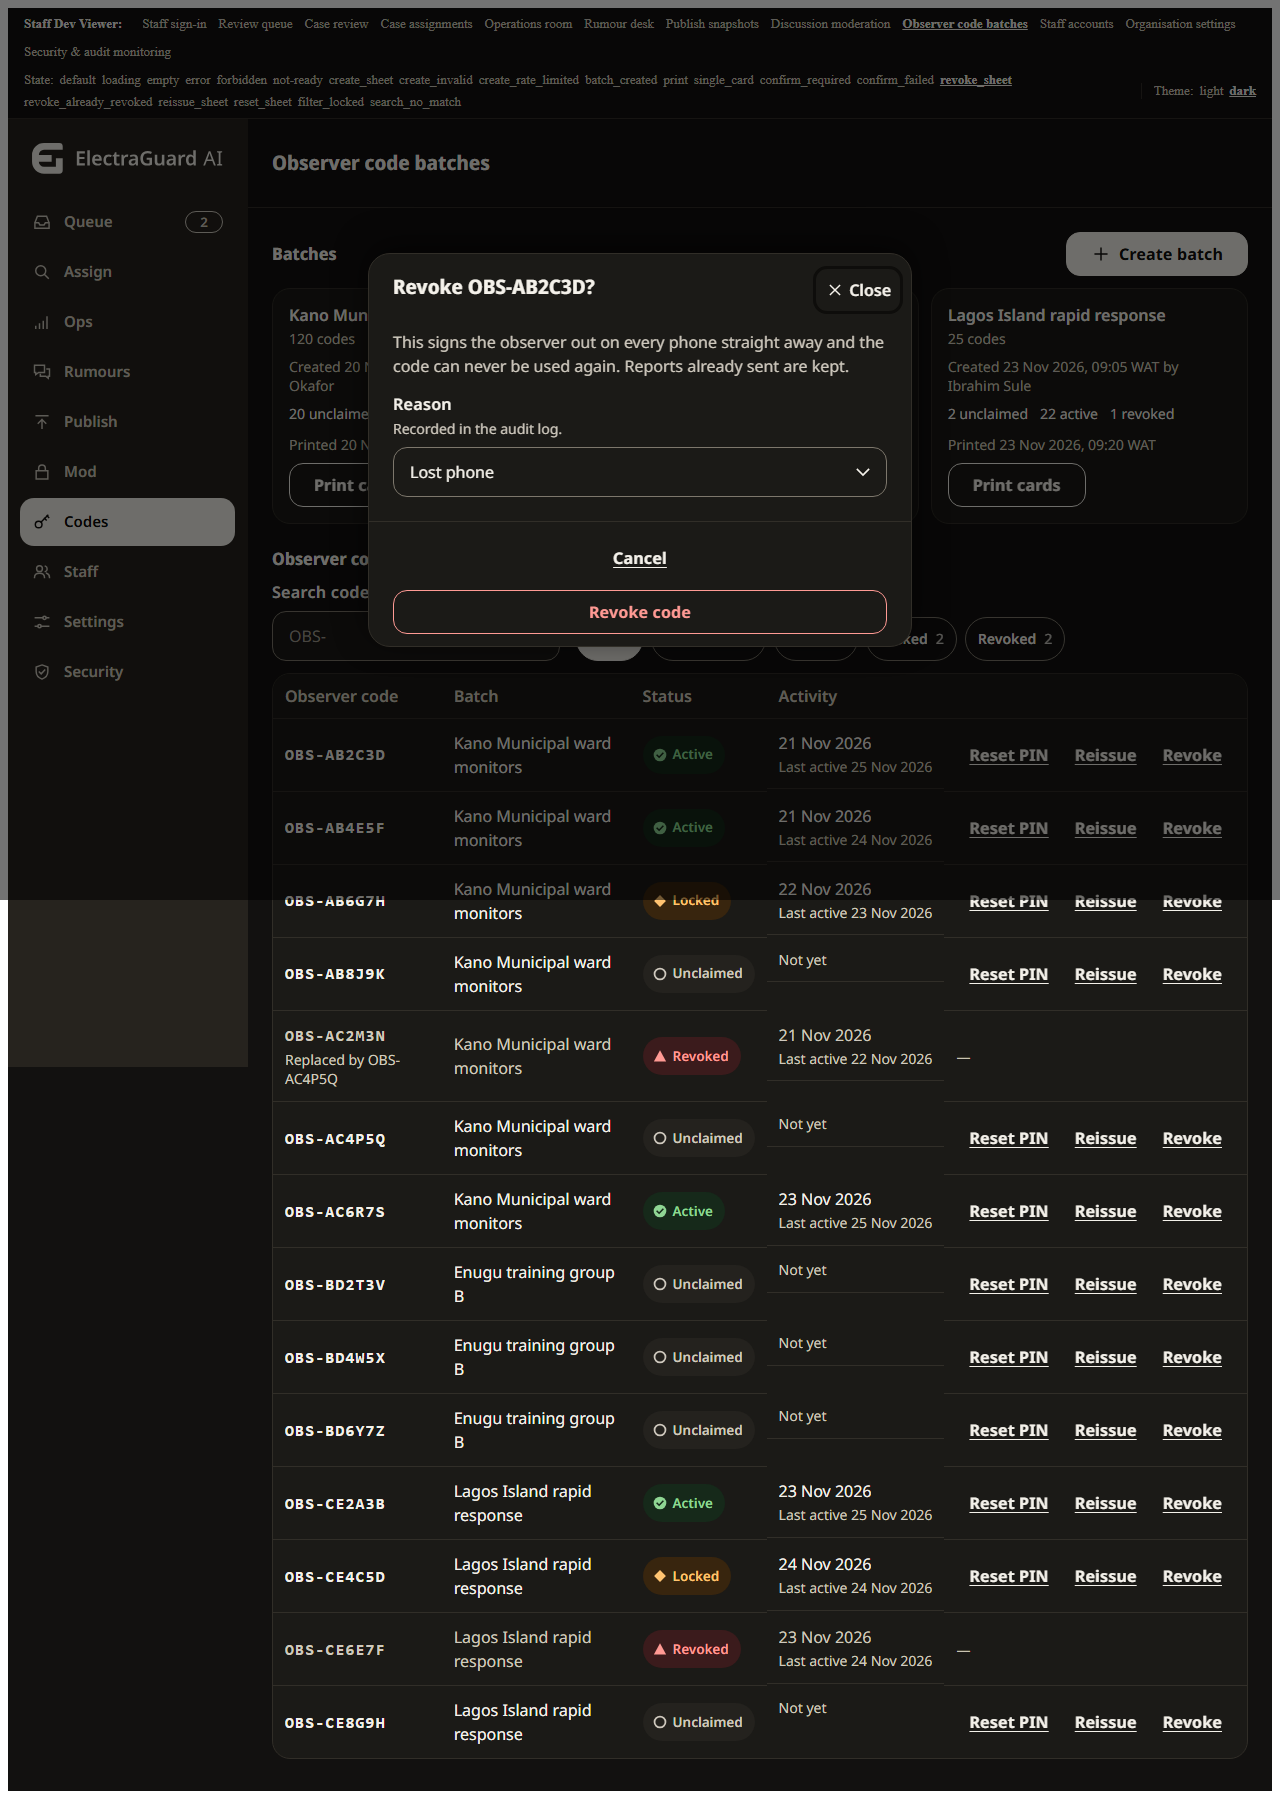 Staff Dev Viewer: Staff sign-in Review queue Case review Case assignments Operations room Rumour desk Publish snapshots Discussion moderation Observer code batches Staff accounts Organisation settings
Security & audit monitoring
State: default loading empty error forbidden not-ready create_sheet create_invalid create_rate_limited batch_created print single_card confirm_required confirm_failed revoke_sheet
revoke_already_revoked reissue_sheet reset_sheet filter_locked search_no_match
Theme: light dark
ElectraGuard AI
Queue 2
Assign
Ops
Rumours
Publish
Mod
Codes
Staff
Settings
Security
Observer code batches
Batches
Create batch
Kano Mun
120 codes
Created 20 N
Okafor
20 unclaime
Printed 20 N
Print ca
Lagos Island rapid response
25 codes
Created 23 Nov 2026, 09:05 WAT by
Ibrahim Sule
2 unclaimed 22 active 1 revoked
Printed 23 Nov 2026, 09:20 WAT
Print cards
Revoke OBS-AB2C3D?
Close
This signs the observer out on every phone straight away and the
code can never be used again. Reports already sent are kept.
Reason
Recorded in the audit log.
Lost phone
Cancel
Revoke code
Observer co
Search code
OBS-
ked 2
Revoked 2
Observer code Batch Status Activity
OBS-AB2C3D Kano Municipal ward monitors Active 21 Nov 2026 Last active 25 Nov 2026 Reset PIN Reissue Revoke
OBS-AB4E5F Kano Municipal ward monitors Active 21 Nov 2026 Last active 24 Nov 2026 Reset PIN Reissue Revoke
OBS-AB6G7H Kano Municipal ward monitors Locked 22 Nov 2026 Last active 23 Nov 2026 Reset PIN Reissue Revoke
OBS-AB8J9K Kano Municipal ward monitors Unclaimed Not yet Reset PIN Reissue Revoke
OBS-AC2M3N Replaced by OBS-AC4P5Q Kano Municipal ward monitors Revoked 21 Nov 2026 Last active 22 Nov 2026 —
OBS-AC4P5Q Kano Municipal ward monitors Unclaimed Not yet Reset PIN Reissue Revoke
OBS-AC6R7S Kano Municipal ward monitors Active 23 Nov 2026 Last active 25 Nov 2026 Reset PIN Reissue Revoke
OBS-BD2T3V Enugu training group B Unclaimed Not yet Reset PIN Reissue Revoke
OBS-BD4W5X Enugu training group B Unclaimed Not yet Reset PIN Reissue Revoke
OBS-BD6Y7Z Enugu training group B Unclaimed Not yet Reset PIN Reissue Revoke
OBS-CE2A3B Lagos Island rapid response Active 23 Nov 2026 Last active 25 Nov 2026 Reset PIN Reissue Revoke
OBS-CE4C5D Lagos Island rapid response Locked 24 Nov 2026 Last active 24 Nov 2026 Reset PIN Reissue Revoke
OBS-CE6E7F Lagos Island rapid response Revoked 23 Nov 2026 Last active 24 Nov 2026 —
OBS-CE8G9H Lagos Island rapid response Unclaimed Not yet Reset PIN Reissue Revoke